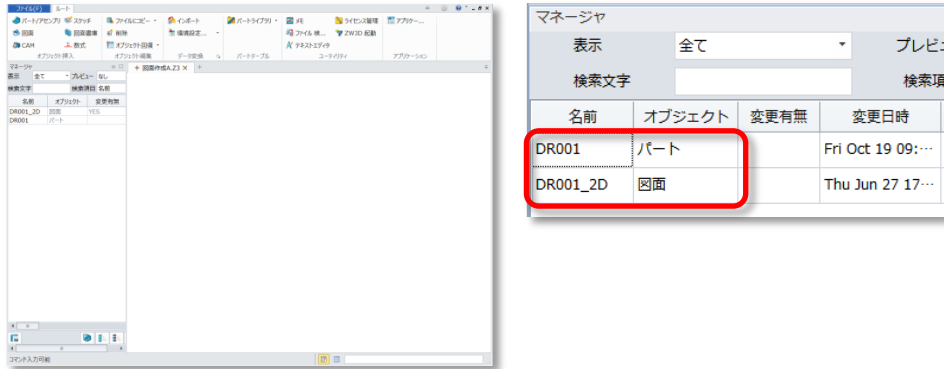 ファイル(F) ルート
パート/アセンブリ スケッチ ファイルにコピー インポート パートライブラリ メモ ライセンス管理 アプリケー...
図面 図面書庫 削除 環境設定... ファイル 検... ZW3D 起動
CAM 数式 オブジェクト図庫 テキストエディタ
オブジェクト挿入 オブジェクト編集 データ変換 パートテーブル ユーティリティ アプリケーション
マネージャ
図面作成A.Z3 × +
表示 全て プレビュー なし
検索文字 検索項目 名前
名前 オブジェクト 変更有無
DR001_2D 図面 YES
DR001 パート
コマンド入力可能
マネージャ
表示 全て
検索文字
名前 オブジェクト 変更有無 変更日時
DR001 パート Fri Oct 19 09:…
DR001_2D 図面 Thu Jun 27 17…